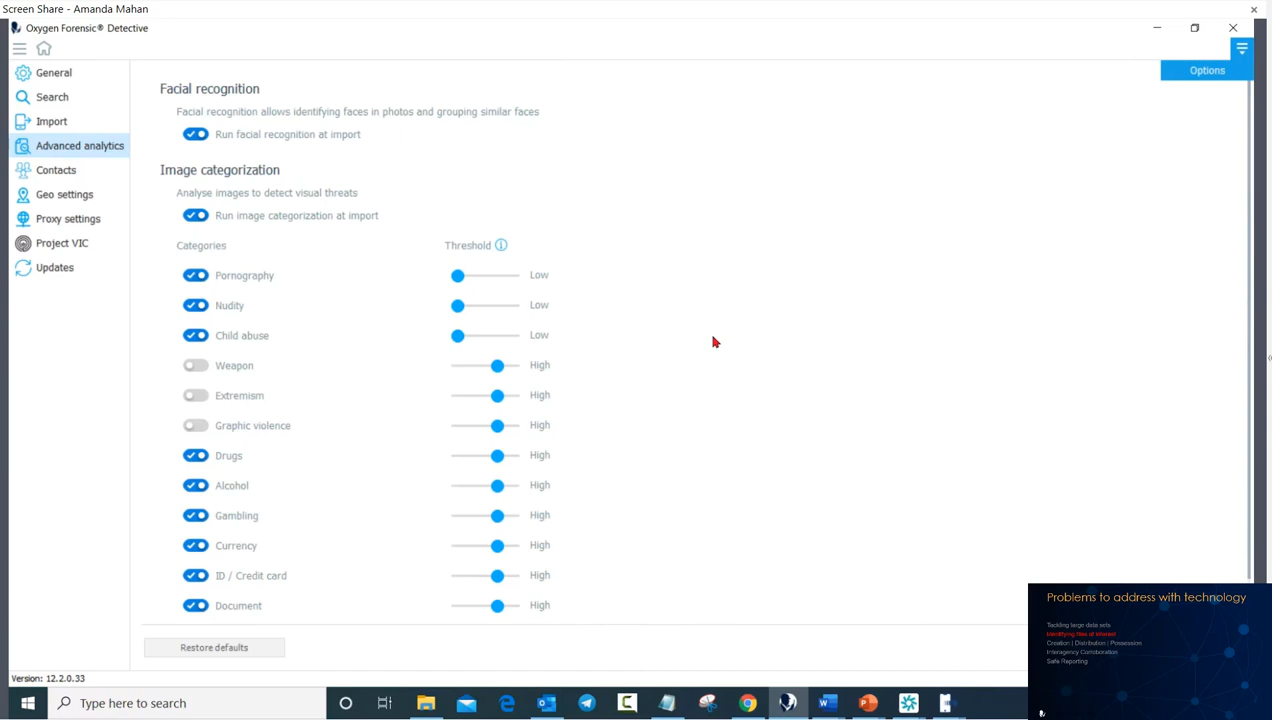 Screen Share - Amanda Mahan
Oxygen Forensic® Detective
Options
General
Search
Import
Advanced analytics
Contacts
Geo settings
Proxy settings
Project VIC
Updates
Facial recognition
Facial recognition allows identifying faces in photos and grouping similar faces
Run facial recognition at import
Image categorization
Analyse images to detect visual threats
Run image categorization at import
Categories Threshold
Pornography Low
Nudity Low
Child abuse Low
Weapon High
Extremism High
Graphic violence High
Drugs High
Alcohol High
Gambling High
Currency High
ID / Credit card High
Document High
Restore defaults
Version: 12.2.0.33
Type here to search
Problems to address with technology
Tackling large data sets
Identifying files of interest
Creation | Distribution | Possession
Interagency Corroboration
Safe Reporting